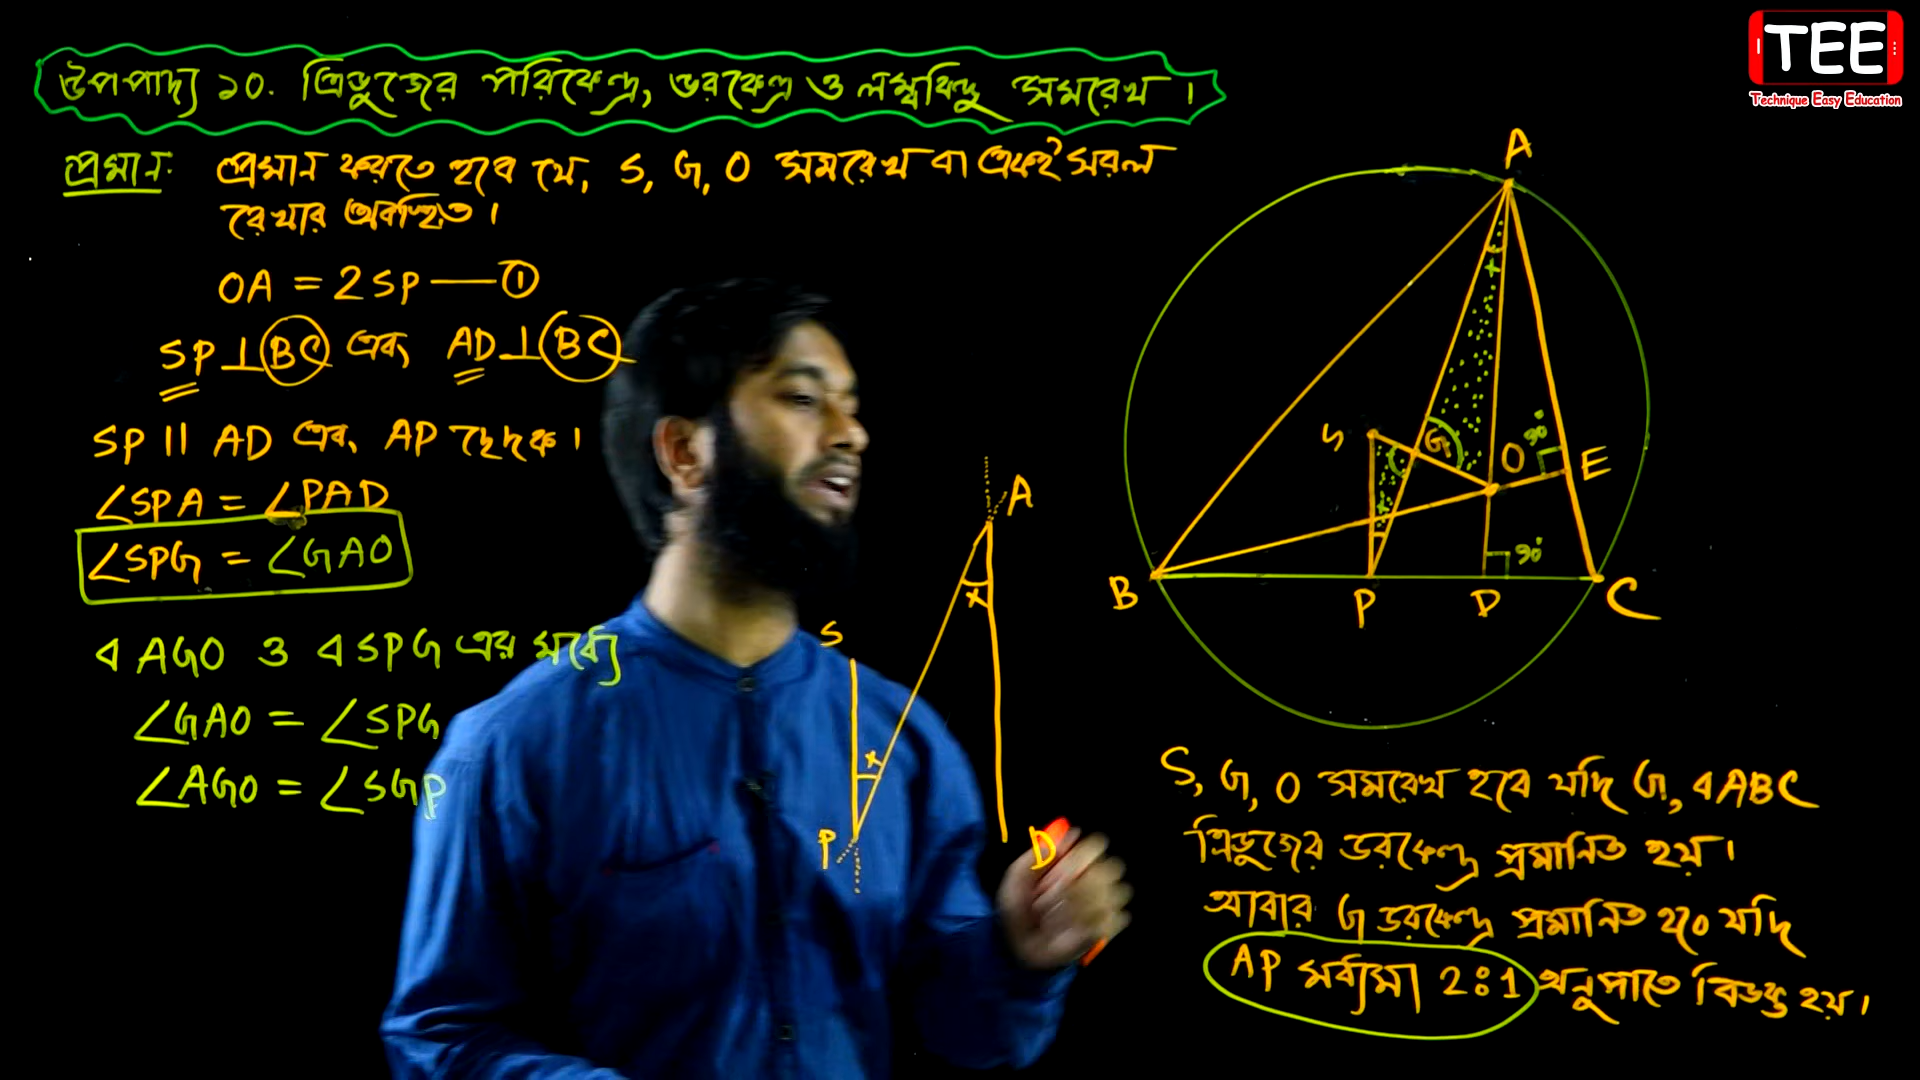 উপপাদ্য ১০. ত্রিভুজের পরিকেন্দ্র, ভরকেন্দ্র ও লম্ববিন্দু সমরেখ।
TEE
Technique Easy Education
প্রমান: প্রমান করতে হবে যে, S, G, O সমরেখ বা একই সরল
রেখার অবস্থিত।
OA = 2SP — ①
SP⊥BC এবং AD⊥BC
SP || AD এবং AP ছেদক।
∠SPA = ∠PAD
∠SPG = ∠GAO
∆ AGO ও ∆ SPG এর মধ্যে
∠GAO = ∠SPG
∠AGO = ∠SGP
A
x
S
x
P
D
A
x
S
G
O
90°
E
x
90°
B
P
D
C
S, G, O সমরেখ হবে যদি G, ∆ABC
ত্রিভুজের ভরকেন্দ্র প্রমানিত হয়।
আবার G ভরকেন্দ্র প্রমানিত হবে যদি
AP মধ্যমা 2:1 অনুপাতে বিভক্ত হয়।